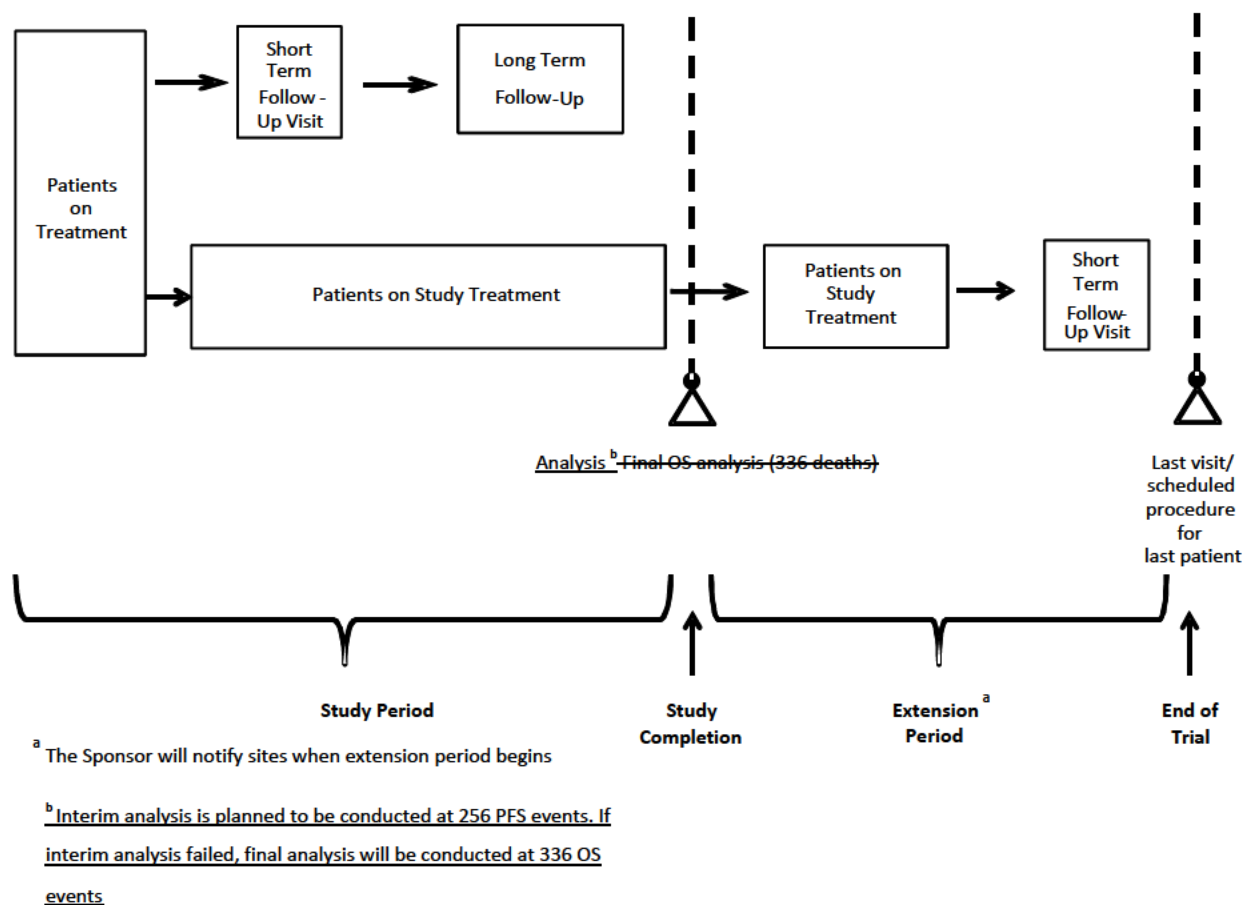 Patients
on
Treatment
Short
Term
Follow -
Up Visit
Long Term
Follow-Up
Patients on Study Treatment
Patients on
Study
Treatment
Short
Term
Follow-
Up Visit
Analysis b Final OS analysis (336 deaths)
Last visit/
scheduled
procedure
for
last patient
Study Period
Study
Completion
Extension a
Period
End of
Trial
a The Sponsor will notify sites when extension period begins
b Interim analysis is planned to be conducted at 256 PFS events. If
interim analysis failed, final analysis will be conducted at 336 OS
events